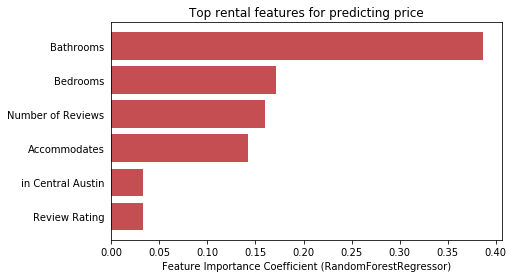 Top rental features for predicting price
Bathrooms
Bedrooms
Number of Reviews
Accommodates
in Central Austin
Review Rating
0.00 0.05 0.10 0.15 0.20 0.25 0.30 0.35 0.40
Feature Importance Coefficient (RandomForestRegressor)